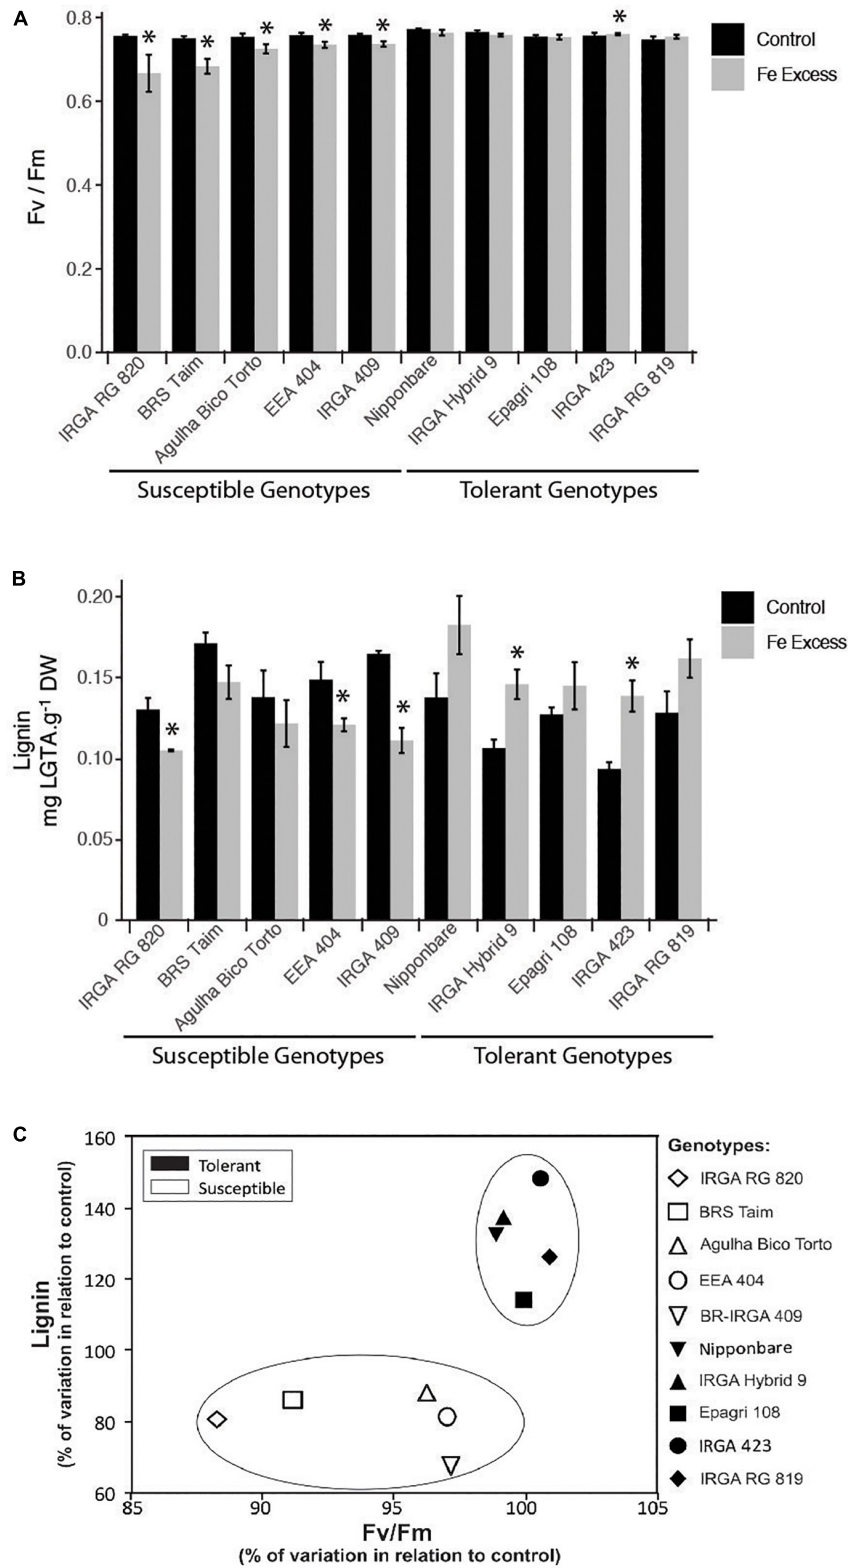 A
0.8
0.6
0.4
0.2
0.0
Fv / Fm
* * * * * *
Control
Fe Excess
IRGA RG 820
BRS Taim
Agulha Bico Torto
EEA 404
IRGA 409
Nipponbare
IRGA Hybrid 9
Epagri 108
IRGA 423
IRGA RG 819
Susceptible Genotypes
Tolerant Genotypes
B
0.20
0.15
0.10
0.05
0
Lignin
mg LGTA.g-1 DW
* * * * *
Control
Fe Excess
IRGA RG 820
BRS Taim
Agulha Bico Torto
EEA 404
IRGA 409
Nipponbare
IRGA Hybrid 9
Epagri 108
IRGA 423
IRGA RG 819
Susceptible Genotypes
Tolerant Genotypes
C
160
140
120
100
80
60
Lignin
(% of variation in relation to control)
Tolerant
Susceptible
85
90
95
100
105
Fv/Fm
(% of variation in relation to control)
Genotypes:
IRGA RG 820
BRS Taim
Agulha Bico Torto
EEA 404
BR-IRGA 409
Nipponbare
IRGA Hybrid 9
Epagri 108
IRGA 423
IRGA RG 819